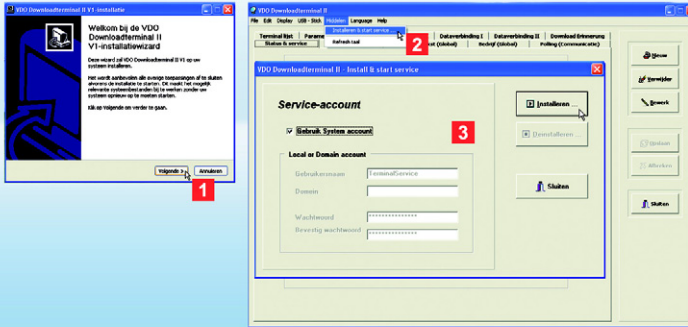 VDO Downloadterminal II V1-installatie
Welkom bij de VDO
Downloadterminal II
V1-installatiewizard
Deze wizard zal VDO Downloadterminal II V1 op uw
systeem installeren.
Het wordt aanbevolen alle overige toepassingen af te sluiten
alvorens de installatie te starten. Dit maakt het mogelijk
relevante systeembestanden bij te werken zonder uw
systeem opnieuw op te moeten starten.
Klik op Volgende om verder te gaan.
Volgende >
Annuleren
1
VDO Downloadterminal II
File Edit Display USB - Stick Middelen Language Help
Installeren & start service ...
Refresh taal
2
Terminal lijst
Dataverbinding I
Dataverbinding II
Download Erinnerung
Status & service
(Global)
Bedrijf (Global)
Polling (Communicatie)
VDO Downloadterminal II - Install & start service
Service-account
Gebruik System account
3
Local or Domain account
Gebruikersnaam
TerminalService
Domein
Wachtwoord
***************
Bevestig wachtwoord
***************
Installeren ...
Deinstalleren ...
Sluiten
Nieuw
Verwijder
Bewerk
Opslaan
Afbreken
Sluiten